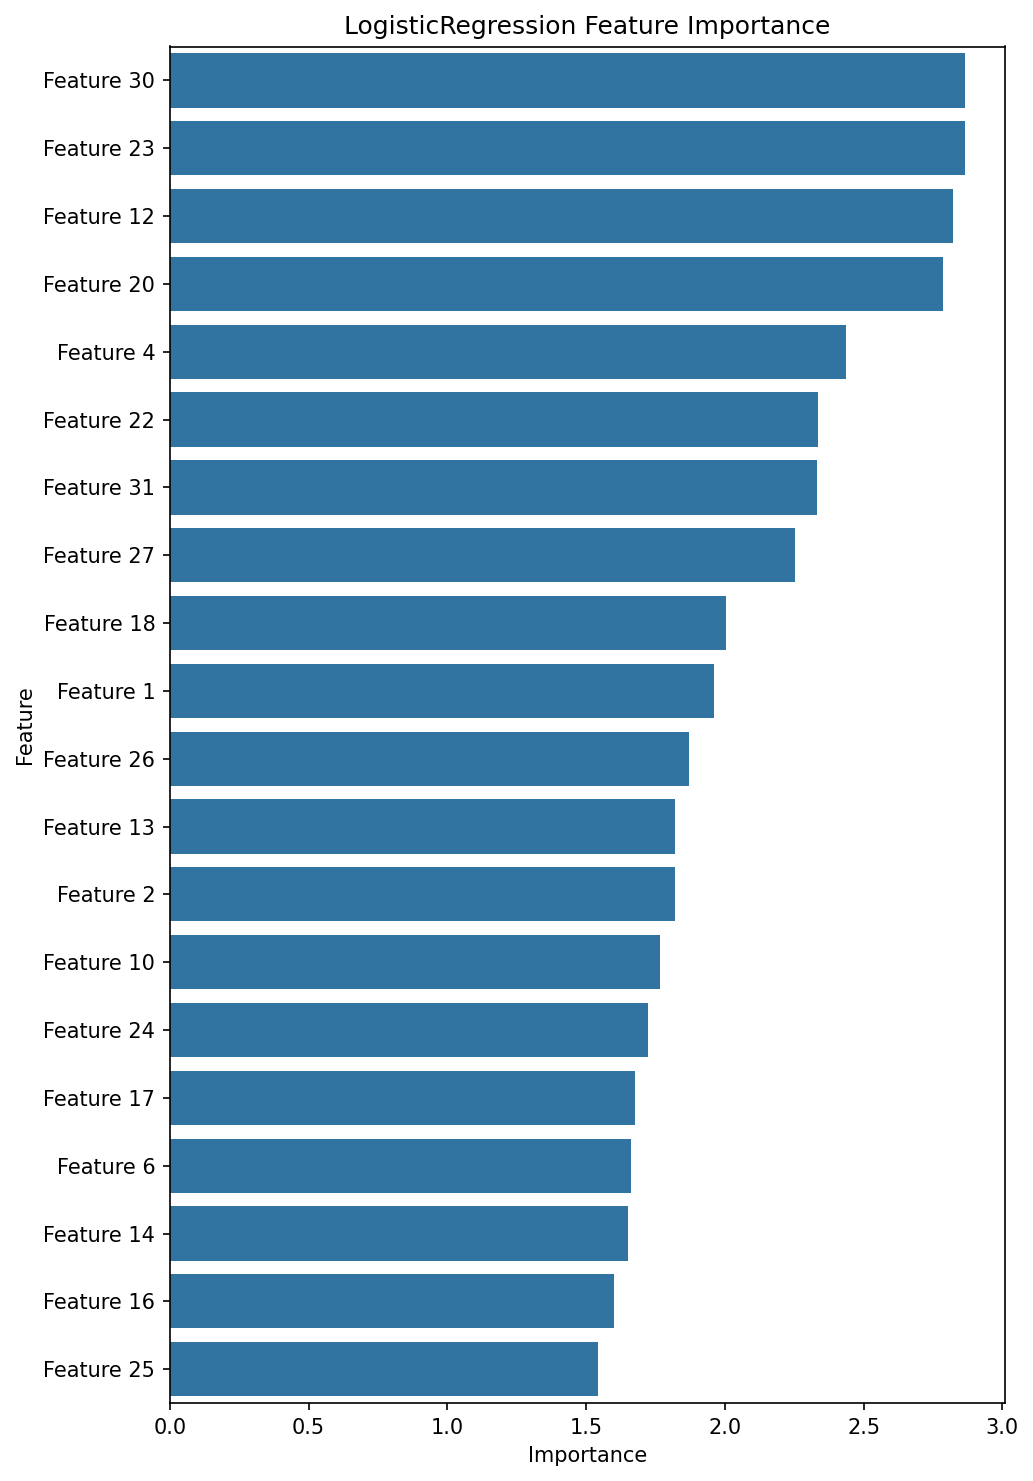 LogisticRegression Feature Importance
Feature 30
Feature 23
Feature 12
Feature 20
Feature 4
Feature 22
Feature 31
Feature 27
Feature 18
Feature 1
Feature 26
Feature 13
Feature 2
Feature 10
Feature 24
Feature 17
Feature 6
Feature 14
Feature 16
Feature 25
Feature
0.0 0.5 1.0 1.5 2.0 2.5 3.0
Importance